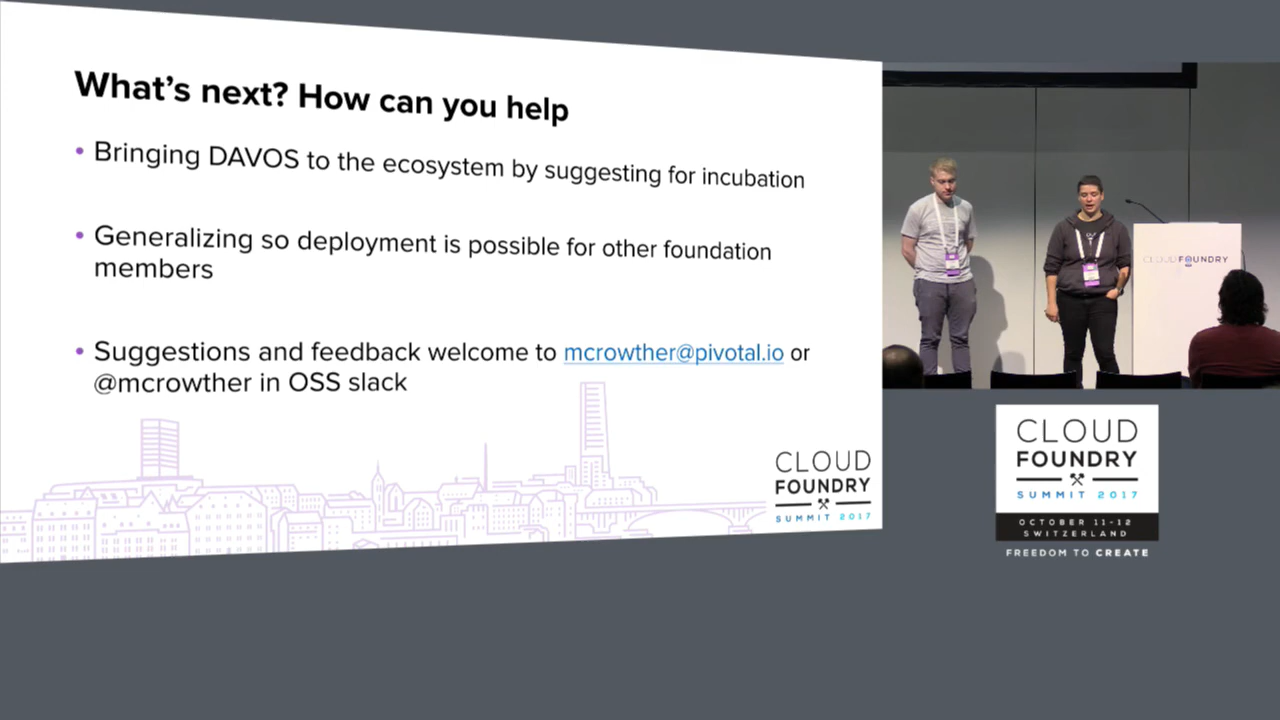 What's next? How can you help
• Bringing DAVOS to the ecosystem by suggesting for incubation
• Generalizing so deployment is possible for other foundation
members
• Suggestions and feedback welcome to mcrowther@pivotal.io or
@mcrowther in OSS slack
CLOUD
FOUNDRY
SUMMIT 2017
CLOUD FOUNDRY
CLOUD
FOUNDRY
SUMMIT 2017
OCTOBER 11-12
SWITZERLAND
FREEDOM TO CREATE